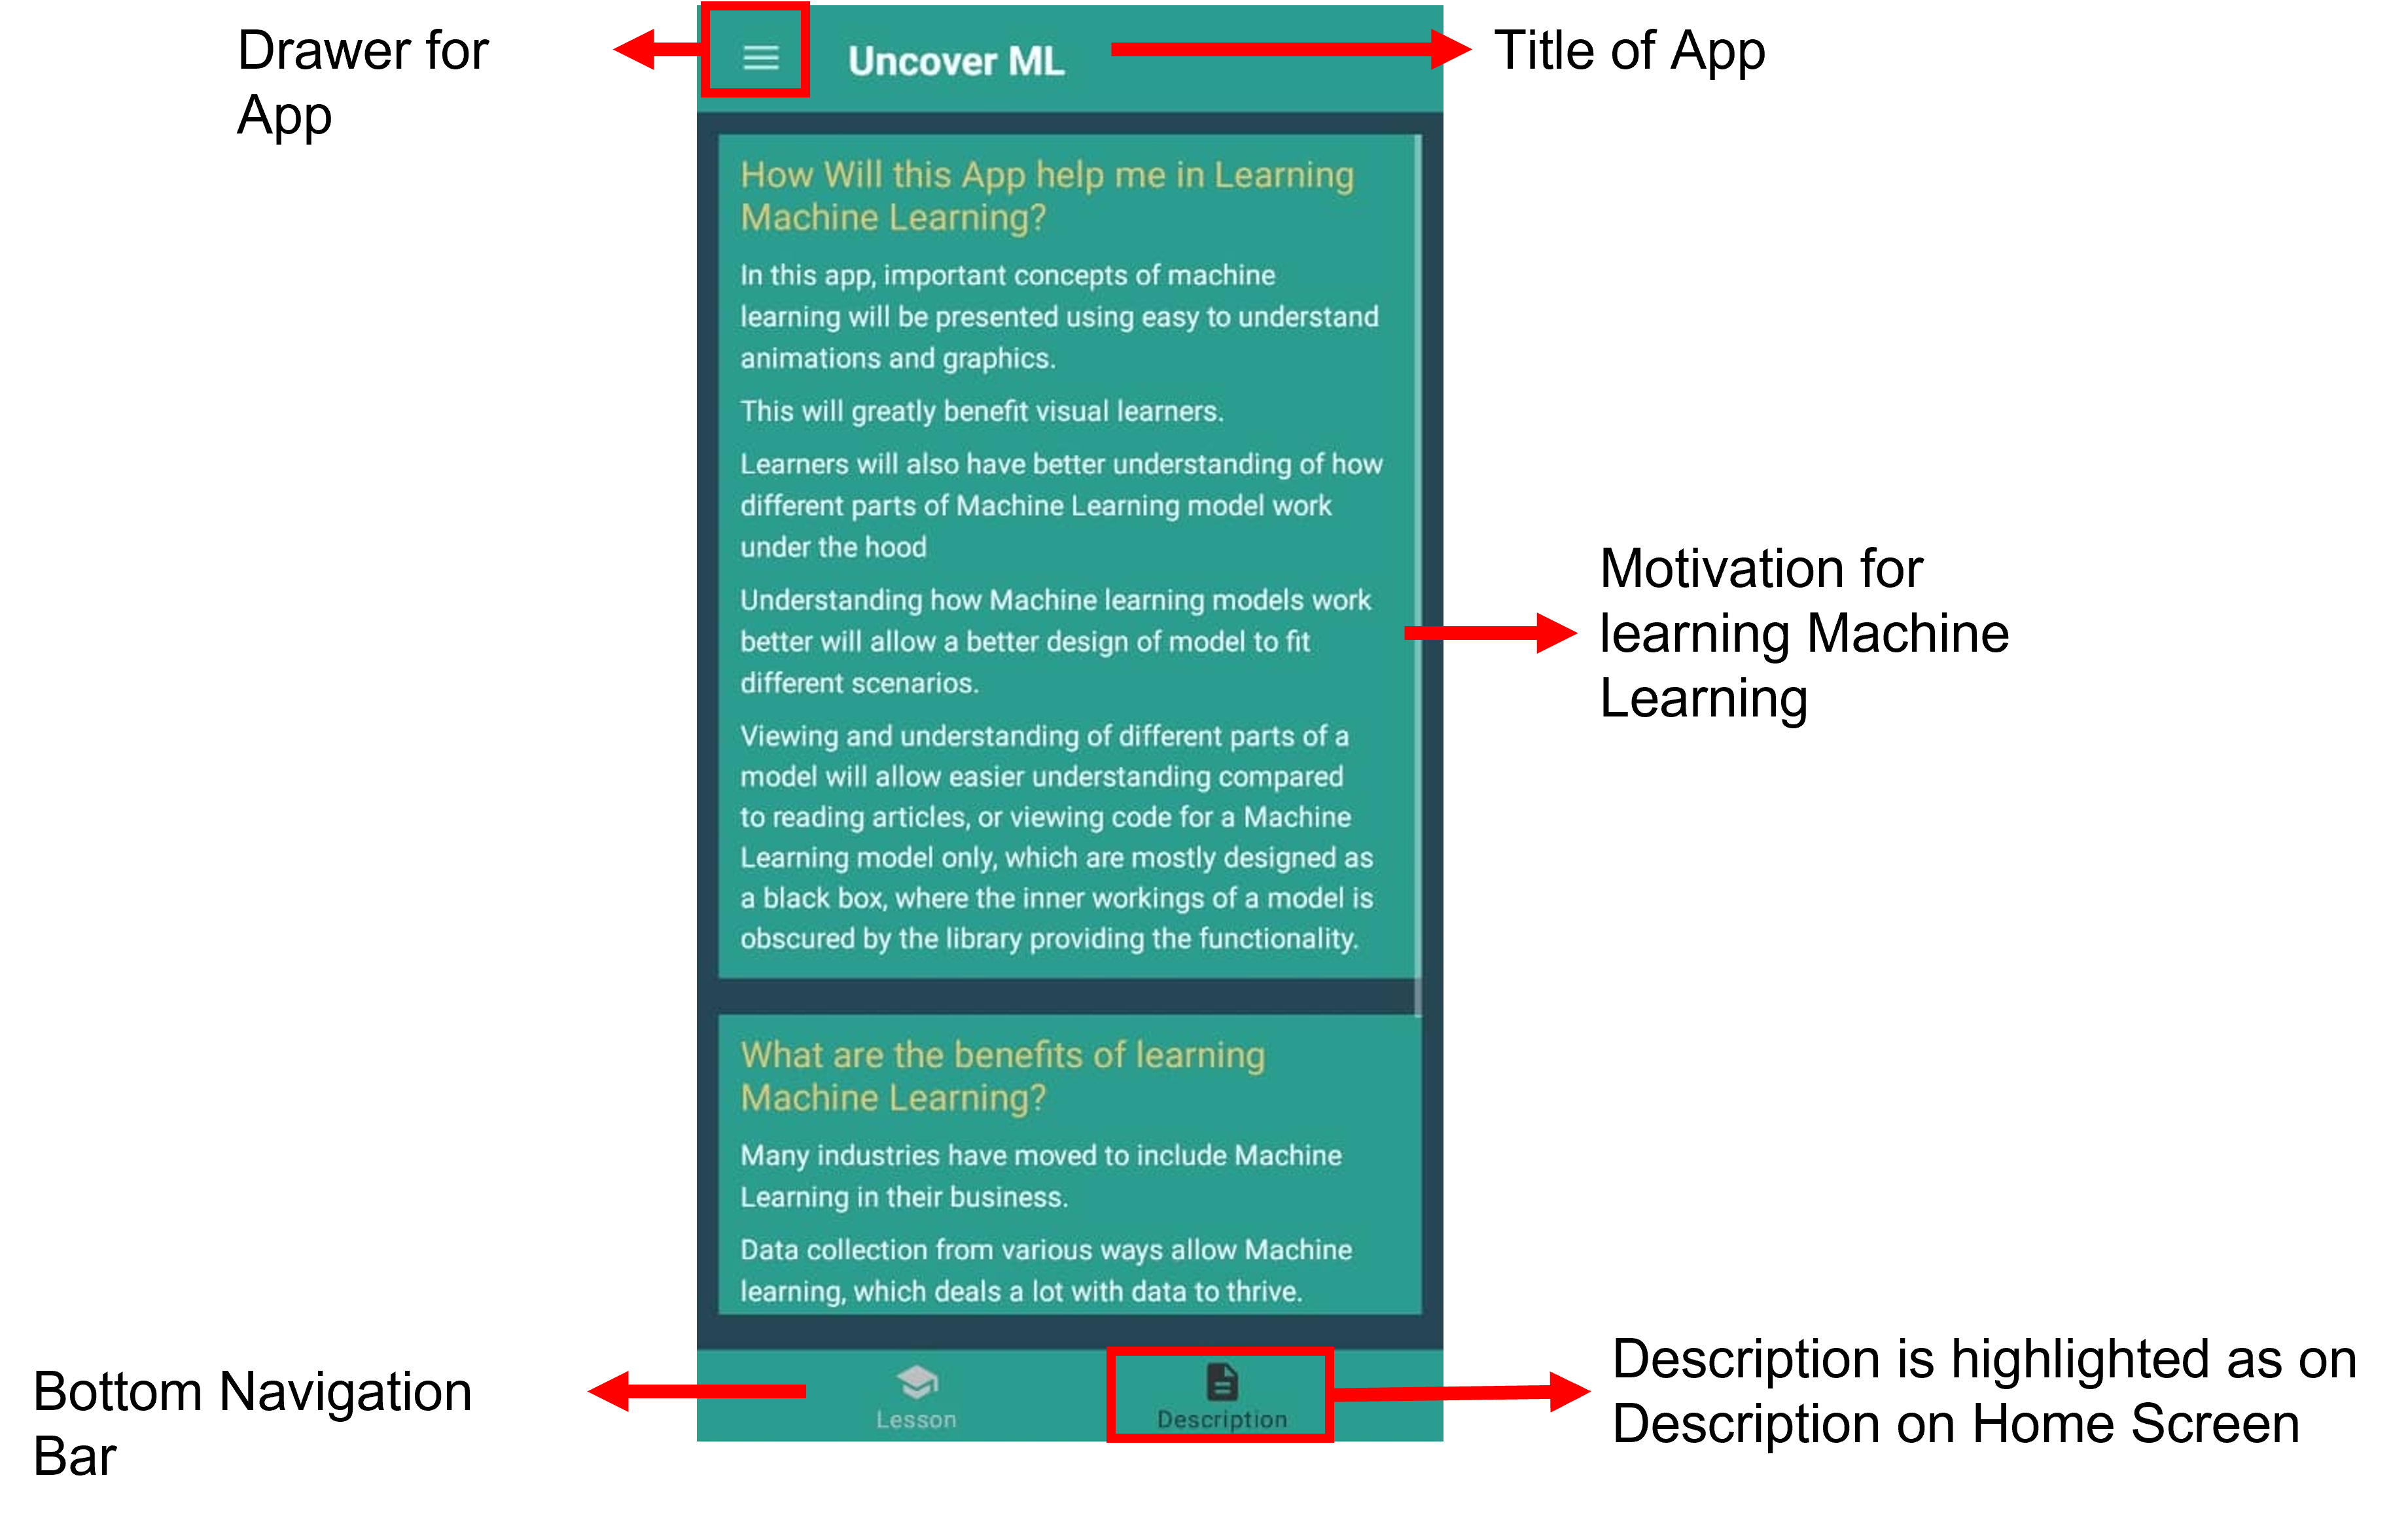 Drawer for
App
Uncover ML
Title of App
How Will this App help me in Learning
Machine Learning?
In this app, important concepts of machine
learning will be presented using easy to understand
animations and graphics.
This will greatly benefit visual learners.
Learners will also have better understanding of how
different parts of Machine Learning model work
under the hood
Understanding how Machine learning models work
better will allow a better design of model to fit
different scenarios.
Viewing and understanding of different parts of a
model will allow easier understanding compared
to reading articles, or viewing code for a Machine
Learning model only, which are mostly designed as
a black box, where the inner workings of a model is
obscured by the library providing the functionality.
Motivation for
learning Machine
Learning
What are the benefits of learning
Machine Learning?
Many industries have moved to include Machine
Learning in their business.
Data collection from various ways allow Machine
learning, which deals a lot with data to thrive.
Bottom Navigation
Bar
Lesson
Description
Description is highlighted as on
Description on Home Screen